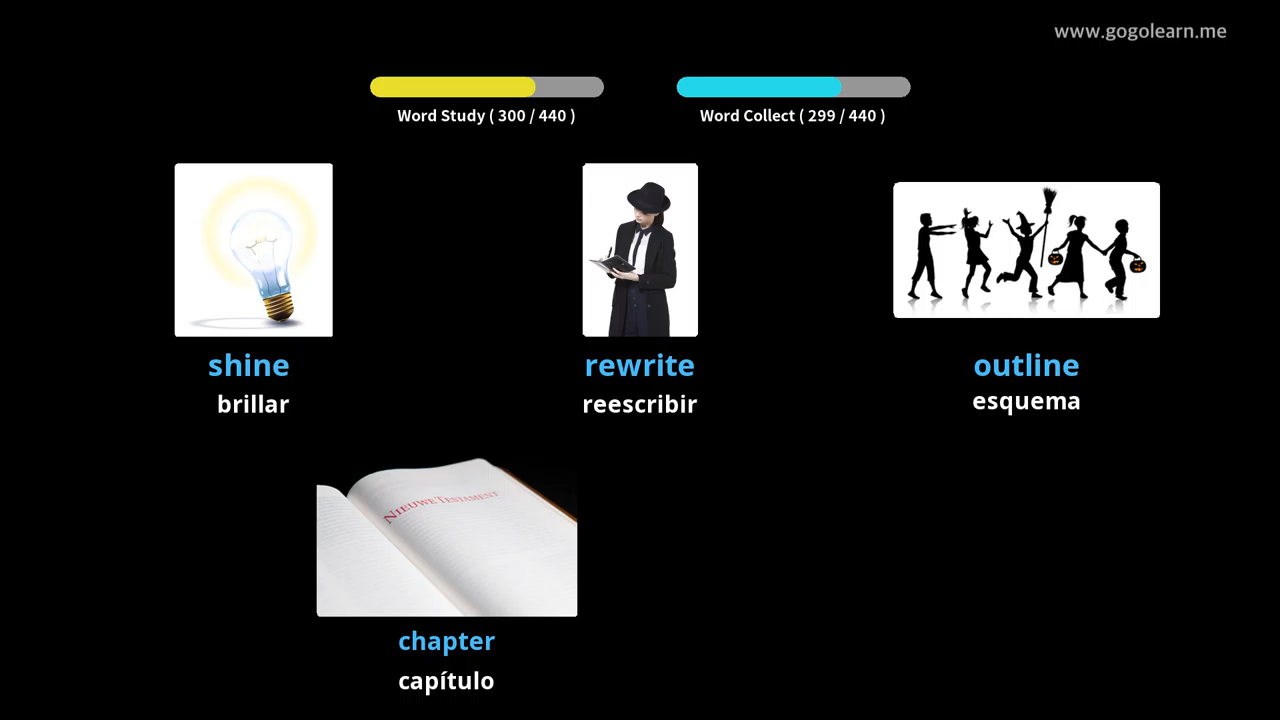 www.gogolearn.me
Word Study ( 300 / 440 )
Word Collect ( 299 / 440 )
shine
brillar
rewrite
reescribir
outline
esquema
NIEUWE TESTAMENT
chapter
capítulo